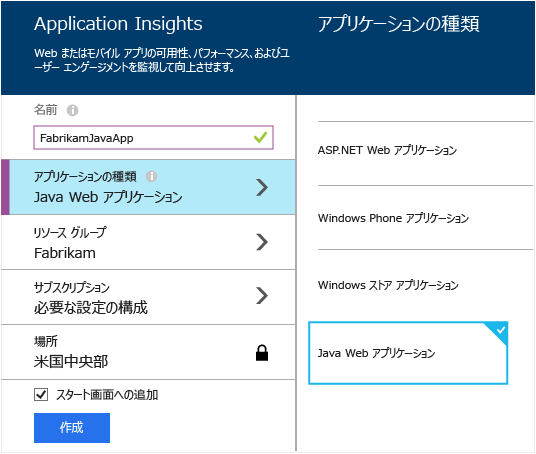 Application Insights
Web またはモバイル アプリの可用性、パフォーマンス、およびユ
ーザー エンゲージメントを監視して向上させます。
名前
FabrikamJavaApp
アプリケーションの種類
Java Web アプリケーション
リソース グループ
Fabrikam
サブスクリプション
必要な設定の構成
場所
米国中央部
スタート画面への追加
作成
アプリケーションの種類
ASP.NET Web アプリケーション
Windows Phone アプリケーション
Windows ストア アプリケーション
Java Web アプリケーション